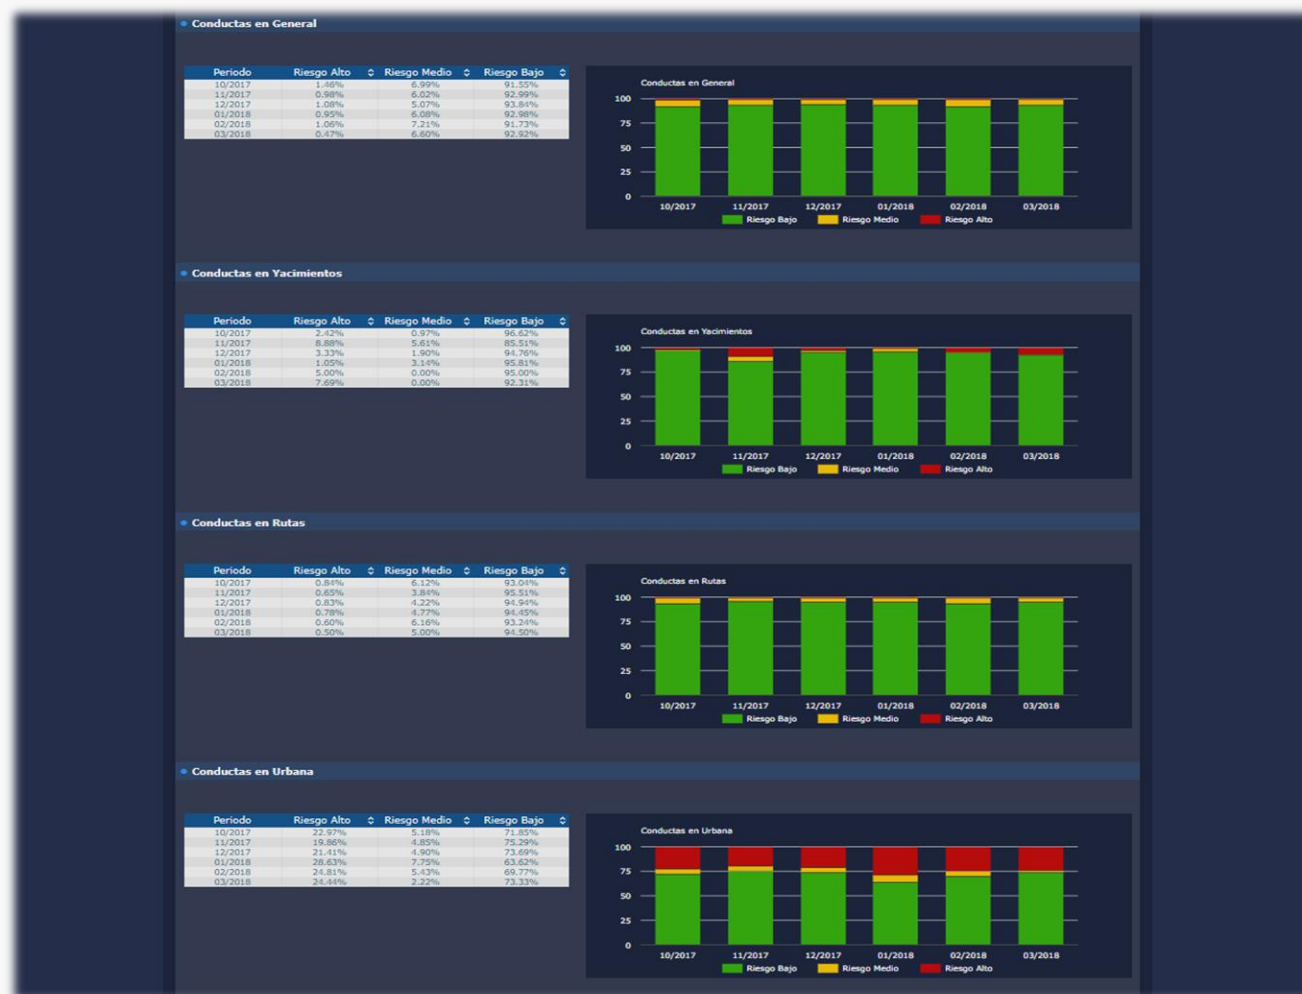 Conductas en General
Periodo Riesgo Alto Riesgo Medio Riesgo Bajo
10/2017 1.46% 6.99% 91.55%
11/2017 0.98% 6.02% 92.99%
12/2017 1.08% 5.07% 93.84%
01/2018 0.95% 6.08% 92.98%
02/2018 1.06% 7.21% 91.73%
03/2018 0.47% 6.60% 92.92%
Conductas en General
100
75
50
25
0
10/2017 11/2017 12/2017 01/2018 02/2018 03/2018
Riesgo Bajo Riesgo Medio Riesgo Alto
Conductas en Yacimientos
Periodo Riesgo Alto Riesgo Medio Riesgo Bajo
10/2017 2.42% 0.97% 96.62%
11/2017 8.88% 5.61% 85.51%
12/2017 3.33% 1.90% 94.76%
01/2018 1.05% 3.14% 95.81%
02/2018 5.00% 0.00% 95.00%
03/2018 7.69% 0.00% 92.31%
Conductas en Yacimientos
100
75
50
25
0
10/2017 11/2017 12/2017 01/2018 02/2018 03/2018
Riesgo Bajo Riesgo Medio Riesgo Alto
Conductas en Rutas
Periodo Riesgo Alto Riesgo Medio Riesgo Bajo
10/2017 0.84% 6.12% 93.04%
11/2017 0.65% 3.84% 95.51%
12/2017 0.83% 4.22% 94.94%
01/2018 0.78% 4.77% 94.45%
02/2018 0.60% 6.16% 93.24%
03/2018 0.50% 5.00% 94.50%
Conductas en Rutas
100
75
50
25
0
10/2017 11/2017 12/2017 01/2018 02/2018 03/2018
Riesgo Bajo Riesgo Medio Riesgo Alto
Conductas en Urbana
Periodo Riesgo Alto Riesgo Medio Riesgo Bajo
10/2017 22.97% 5.18% 71.85%
11/2017 19.86% 4.85% 75.29%
12/2017 21.41% 4.90% 73.69%
01/2018 28.63% 7.75% 63.62%
02/2018 24.81% 5.43% 69.77%
03/2018 24.44% 2.22% 73.33%
Conductas en Urbana
100
75
50
25
0
10/2017 11/2017 12/2017 01/2018 02/2018 03/2018
Riesgo Bajo Riesgo Medio Riesgo Alto